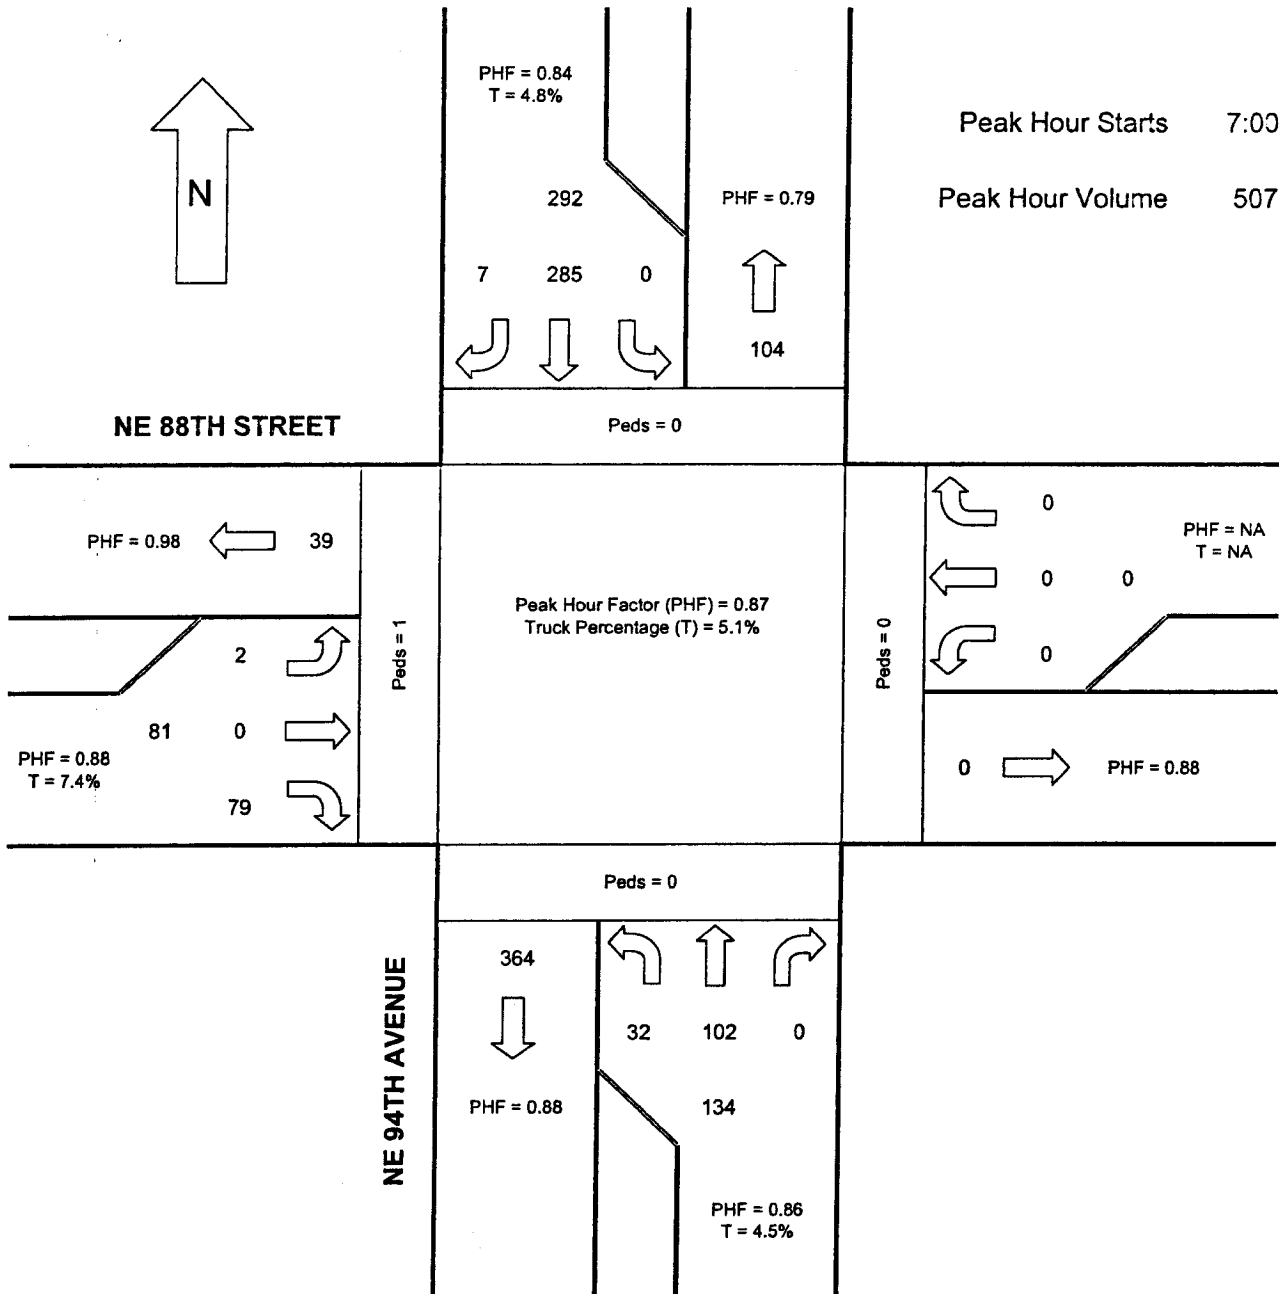 PHF = 0.84
T = 4.8%
Peak Hour Starts 7:00
N
292
PHF = 0.79
Peak Hour Volume 507
7 285 0
104
NE 88TH STREET
Peds = 0
0
PHF = 0.98
39
PHF = NA
T = NA
0 0
Peak Hour Factor (PHF) = 0.87
Truck Percentage (T) = 5.1%
Peds = 1
Peds = 0
2
0
81 0
PHF = 0.88
T = 7.4%
0
PHF = 0.88
79
Peds = 0
364
NE 94TH AVENUE
32 102 0
PHF = 0.88
134
PHF = 0.86
T = 4.5%